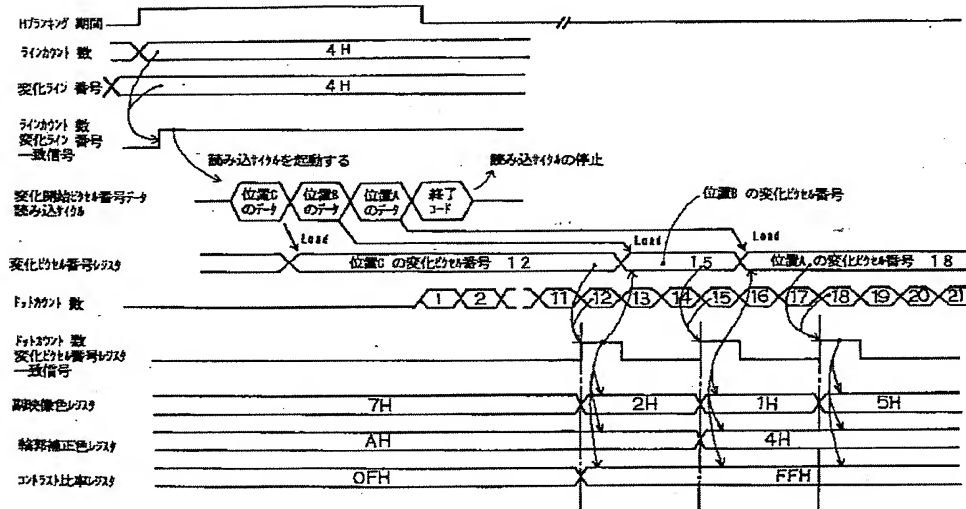 Hブランキング 期間
ラインカウント 数
4H
変化ライン 番号
4H
ラインカウント 数
変化ライン 番号
一致信号
読み込サイクルを起動する
読み込サイクルの停止
変化開始ピクセル番号データ
読み込サイクル
位置C
のデータ
位置B
のデータ
位置A
のデータ
終了
コード
位置B の変化ピクセル番号
Load
Load
Load
変化ピクセル番号レジスタ
位置C の変化ピクセル番号 12
15
位置A の変化ピクセル番号 18
ドットカウント 数
1 2 11 12 13 14 15 16 17 18 19 20 21
ドットカウント 数
変化ピクセル番号レジスタ
一致信号
副映像色レジスタ
7H 2H 1H 5H
輪郭補正色レジスタ
AH 4H
コントラスト比率レジスタ
0FH FFH